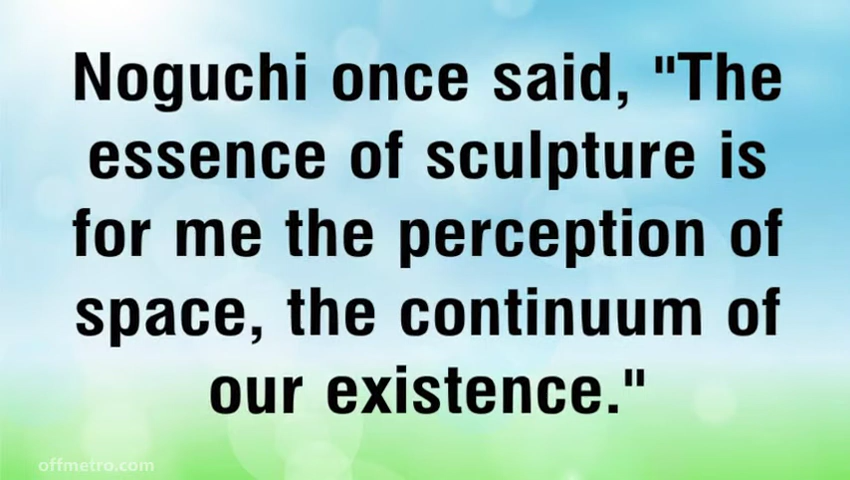 Noguchi once said, "The
essence of sculpture is
for me the perception of
space, the continuum of
our existence."
offmetro.com